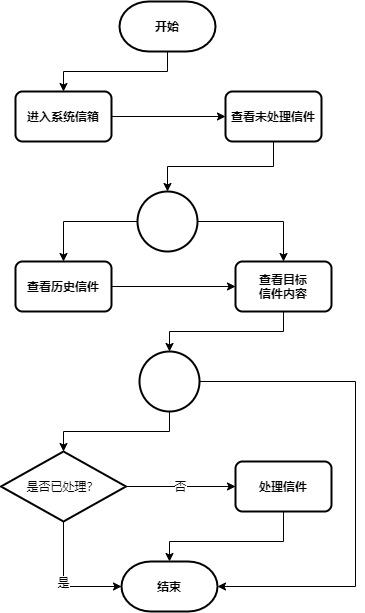 开始
进入系统信箱
查看未处理信件
查看历史信件
查看目标
信件内容
是否已处理?
否
处理信件
是
结束